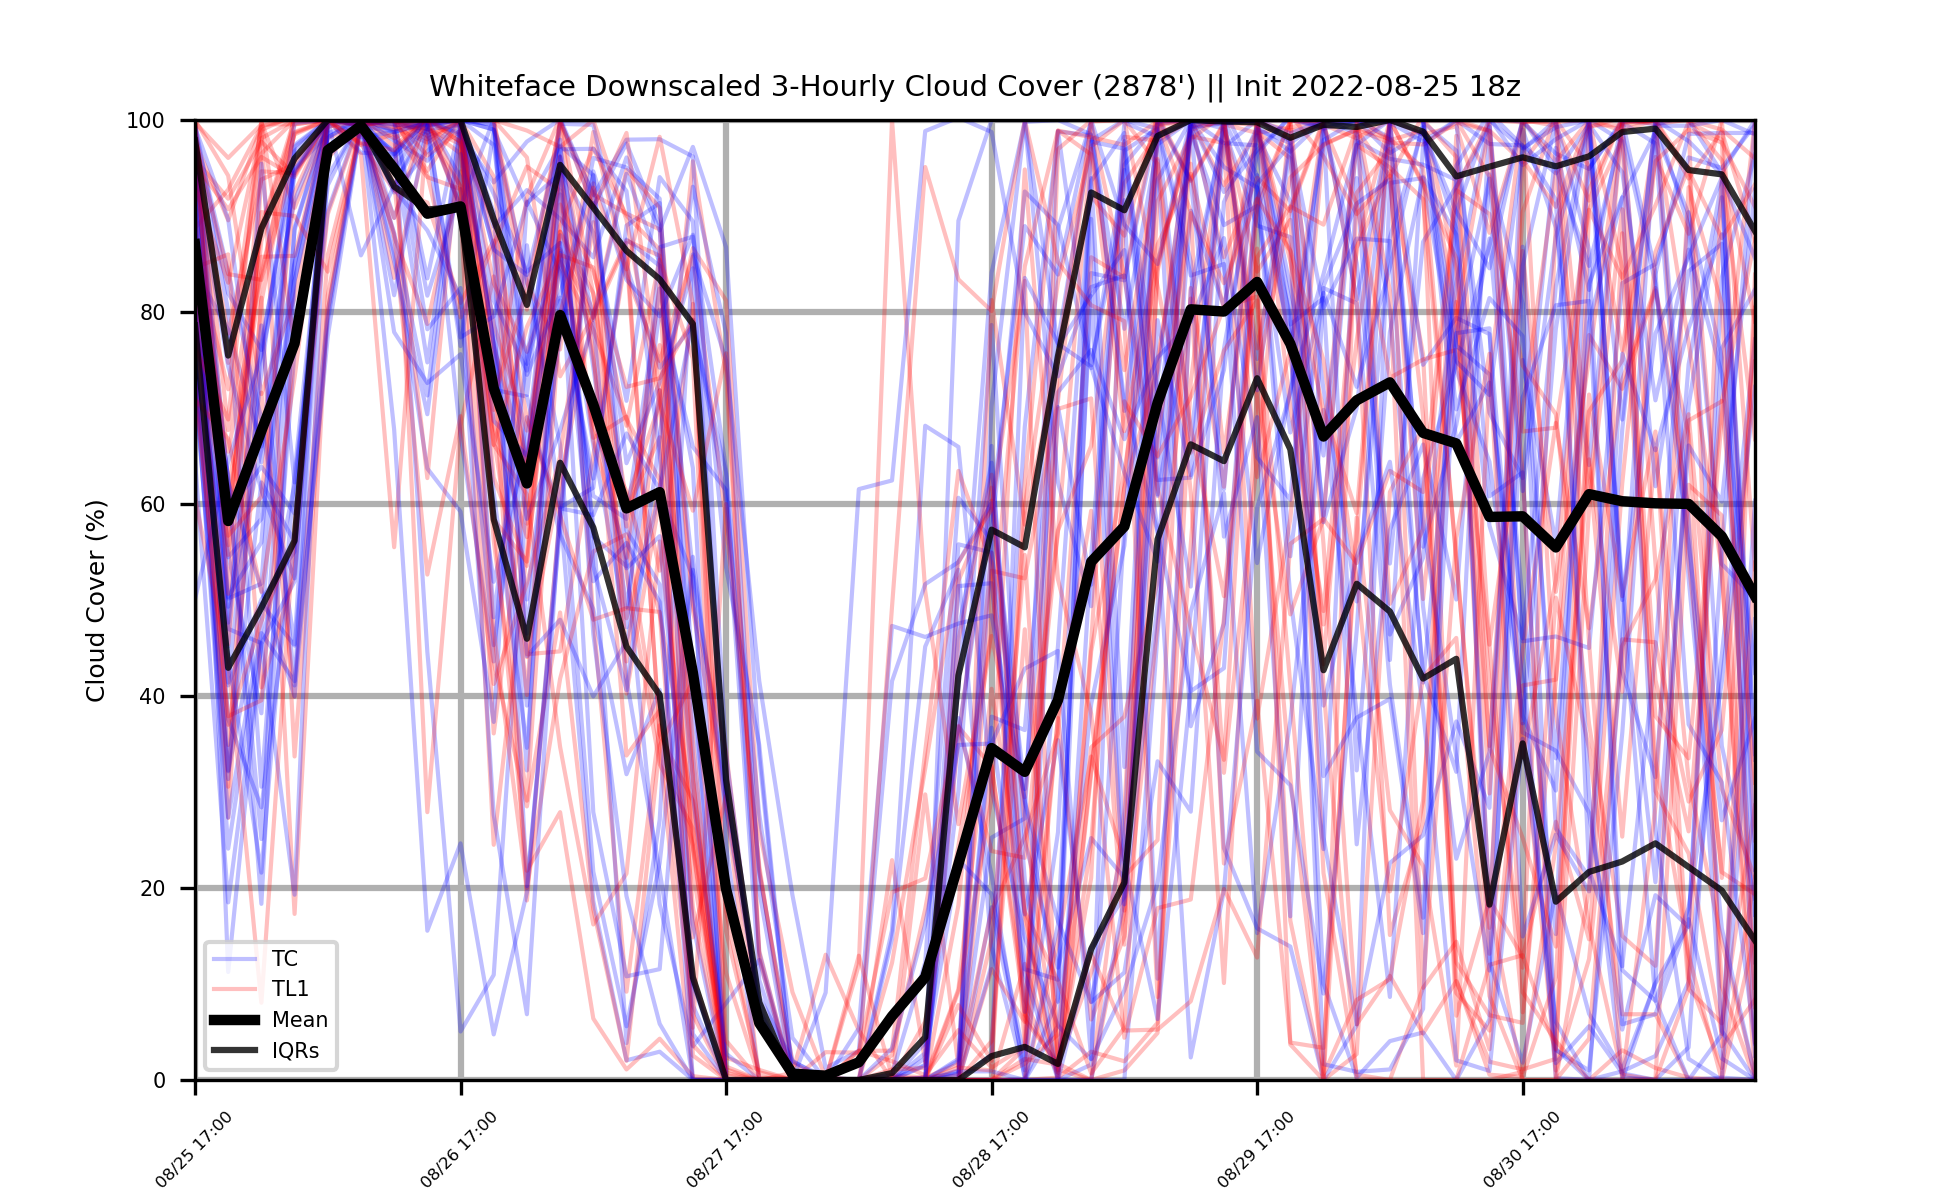 Whiteface Downscaled 3-Hourly Cloud Cover (2878') || Init 2022-08-25 18z
Cloud Cover (%)
100
80
60
40
20
0
TC
TL1
Mean
IQRs
08/25 17:00
08/26 17:00
08/27 17:00
08/28 17:00
08/29 17:00
08/30 17:00